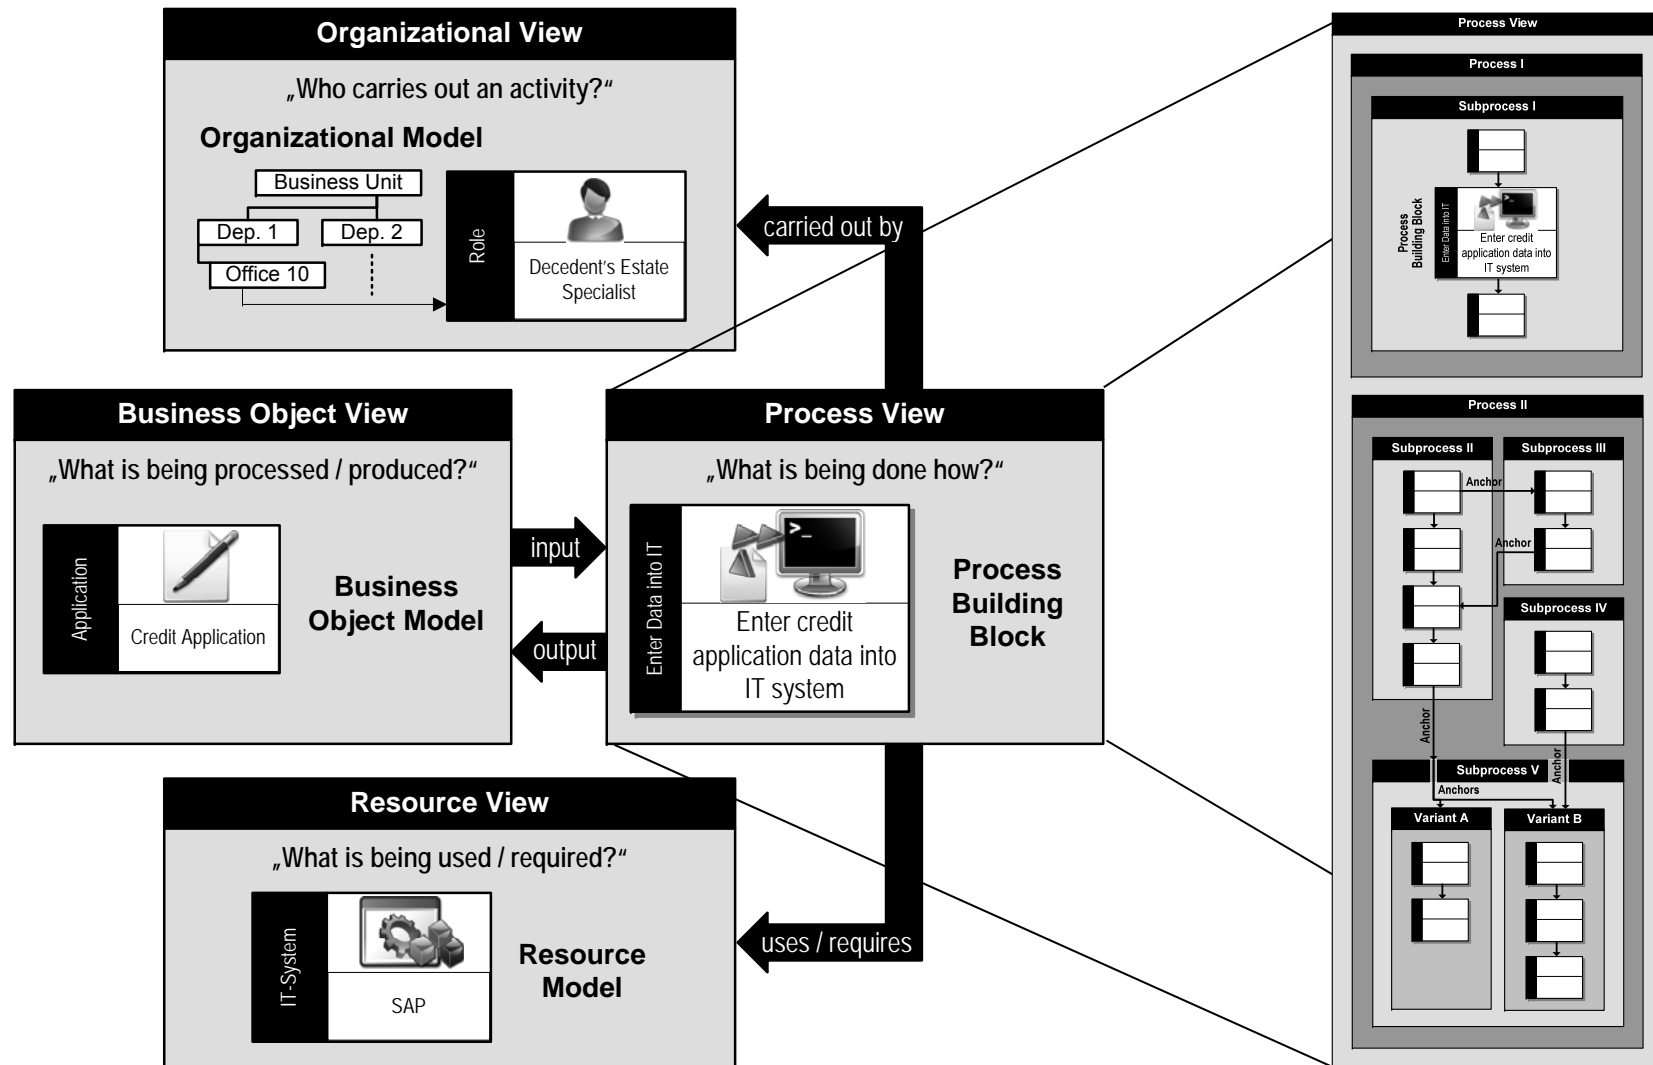 Organizational View
„Who carries out an activity?“
Organizational Model
Business Unit
Dep. 1
Dep. 2
Office 10
Role
Decedent's Estate
Specialist
carried out by
Business Object View
„What is being processed / produced?“
Application
Credit Application
Business
Object Model
input
output
Process View
„What is being done how?“
Enter Data into IT
>_
Enter credit
application data into
IT system
Process
Building
Block
Resource View
„What is being used / required?“
IT-System
SAP
Resource
Model
uses / requires
Process View
Process I
Subprocess I
Process
Building Block
Enter Data into IT
>_
Enter credit
application data into
IT system
Process II
Subprocess II
Subprocess III
Anchor
Anchor
Subprocess IV
Anchor
Anchor
Subprocess V
Anchors
Variant A
Variant B